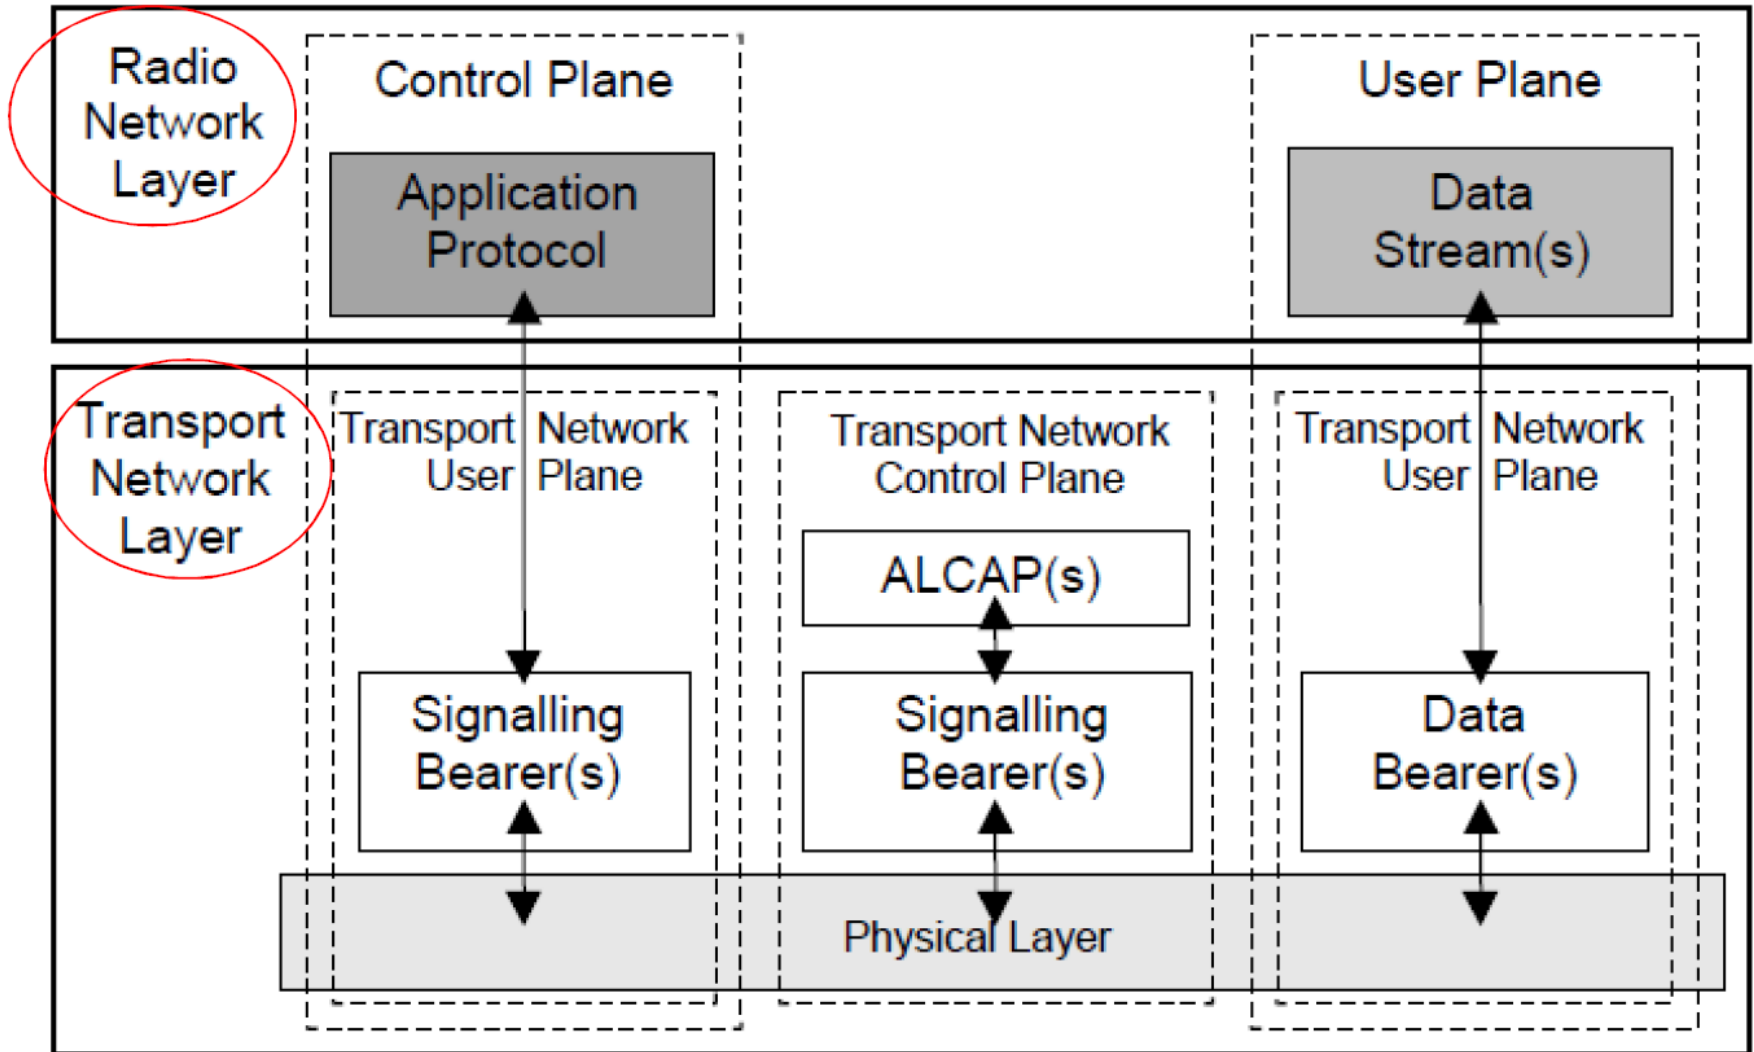 Radio
Network
Layer
Control Plane
Application
Protocol
User Plane
Data
Stream(s)
Transport
Network
Layer
Transport Network
User Plane
Signalling
Bearer(s)
Transport Network
Control Plane
ALCAP(s)
Signalling
Bearer(s)
Transport Network
User Plane
Data
Bearer(s)
Physical Layer